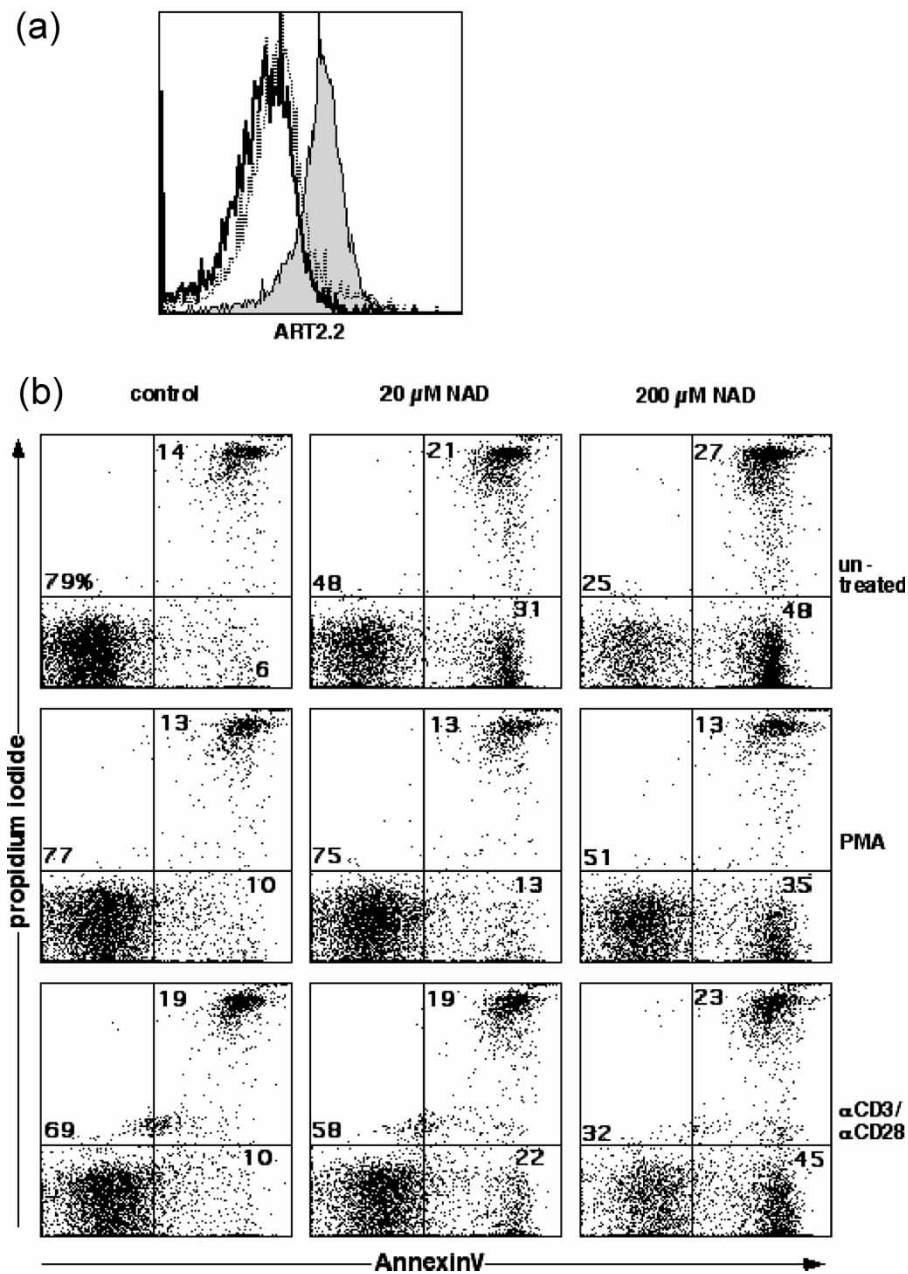 (a)
ART2.2
(b)
control 20 µM NAD 200 µM NAD
14 21 27
79% 48 25
6 31 48
un-
treated
13 13 13
77 75 51
10 13 35
PMA
19 19 23
69 58 32
10 22 45
αCD3/
αCD28
propidium iodide
AnnexinV